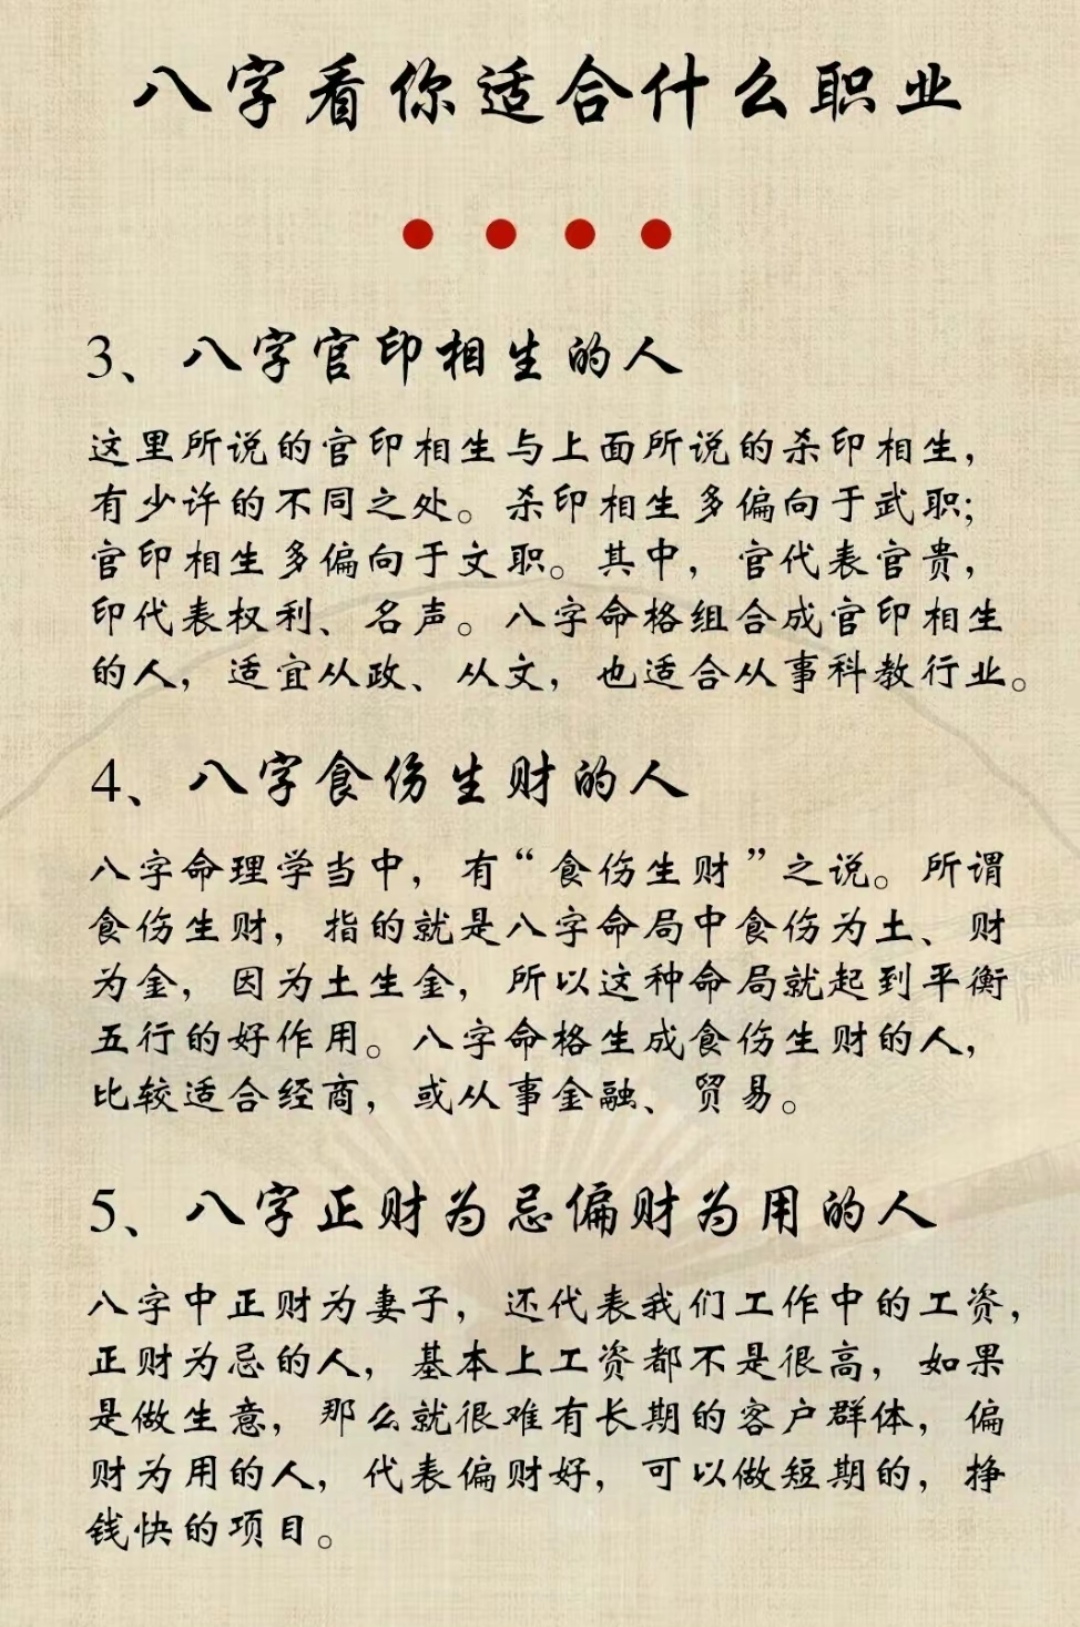 八字看你适合什么职业
3、八字官印相生的人
这里所说的官印相生与上面所说的杀印相生,
有少许的不同之处。杀印相生多偏向于武职;
官印相生多偏向于文职。其中,官代表官贵,
印代表权利、名声。八字命格组合成官印相生
的人,适宜从政、从文,也适合从事科教行业。
4、八字食伤生财的人
八字命理学当中,有“食伤生财”之说。所谓
食伤生财,指的就是八字命局中食伤为土、财
为金,因为土生金,所以这种命局就起到平衡
五行的好作用。八字命格生成食伤生财的人,
比较适合经商,或从事金融、贸易。
5、八字正财为忌偏财为用的人
八字中正财为妻子,还代表我们工作中的工资,
正财为忌的人,基本上工资都不是很高,如果
是做生意,那么就很难有长期的客户群体,偏
财为用的人,代表偏财好,可以做短期的,挣
钱快的项目。